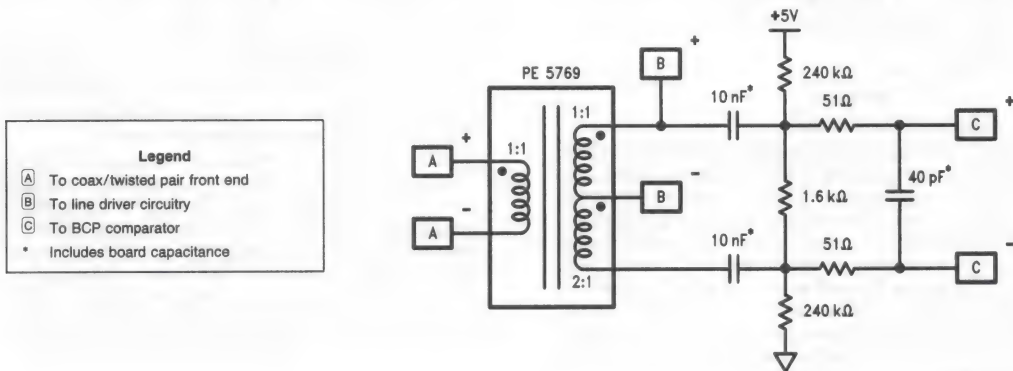 Legend
A To coax/twisted pair front end
B To line driver circuitry
C To BCP comparator
* Includes board capacitance
PE 5769
1:1
1:1
2:1
A +
A -
B +
B -
10 nF*
10 nF*
+5V
240 kΩ
51Ω
1.6 kΩ
40 pF*
51Ω
240 kΩ
C +
C -